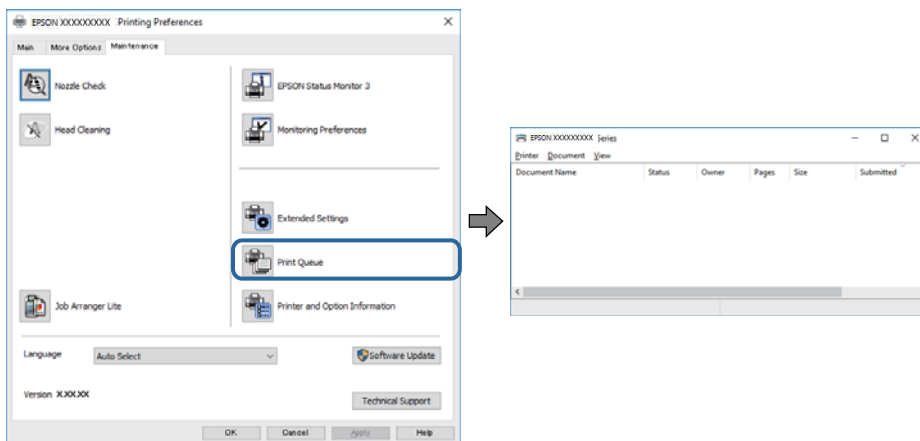 EPSON XXXXXXXXX Printing Preferences
Main More Options Maintenance
Nozzle Check
EPSON Status Monitor 3
Head Cleaning
Monitoring Preferences
Extended Settings
Print Queue
Job Arranger Lite
Printer and Option Information
Language Auto Select Software Update
Version X.XX.XX
Technical Support
OK Cancel Apply Help
EPSON XXXXXXXXX Series
Printer Document View
Document Name Status Owner Pages Size Submitted